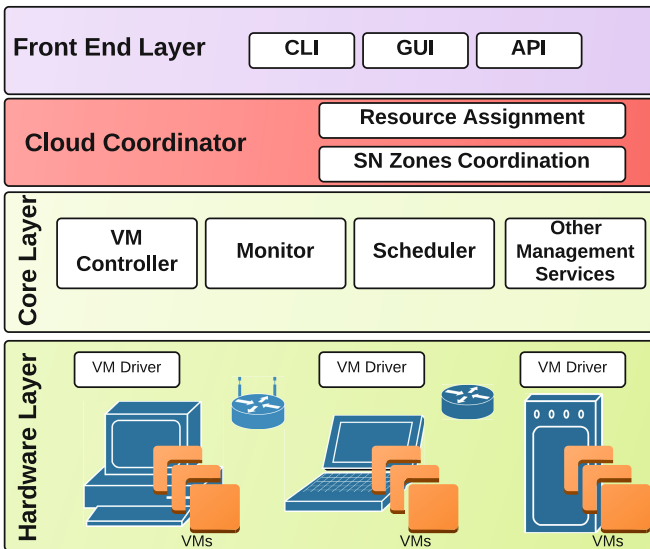 Front End Layer
CLI
GUI
API
Cloud Coordinator
Resource Assignment
SN Zones Coordination
Core Layer
VM
Controller
Monitor
Scheduler
Other
Management
Services
Hardware Layer
VM Driver
VM Driver
VM Driver
VMs
VMs
VMs